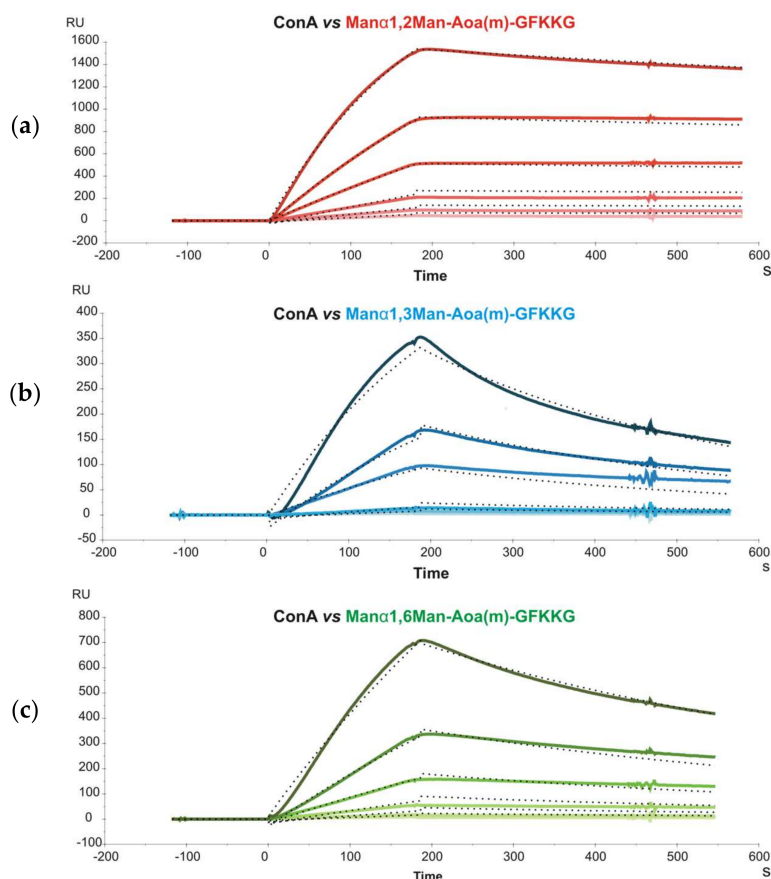 ConA vs Manα1,2Man-Aoa(m)-GFKKG
RU
1600
1400
1200
1000
800
600
400
200
0
-200
-200 -100 0 100 200 300 400 500 600
Time
S
(a)
ConA vs Manα1,3Man-Aoa(m)-GFKKG
RU
400
350
300
250
200
150
100
50
0
-50
-200 -100 0 100 200 300 400 500 600
Time
S
(b)
ConA vs Manα1,6Man-Aoa(m)-GFKKG
RU
800
700
600
500
400
300
200
100
0
-100
-200 -100 0 100 200 300 400 500 600
Time
S
(c)